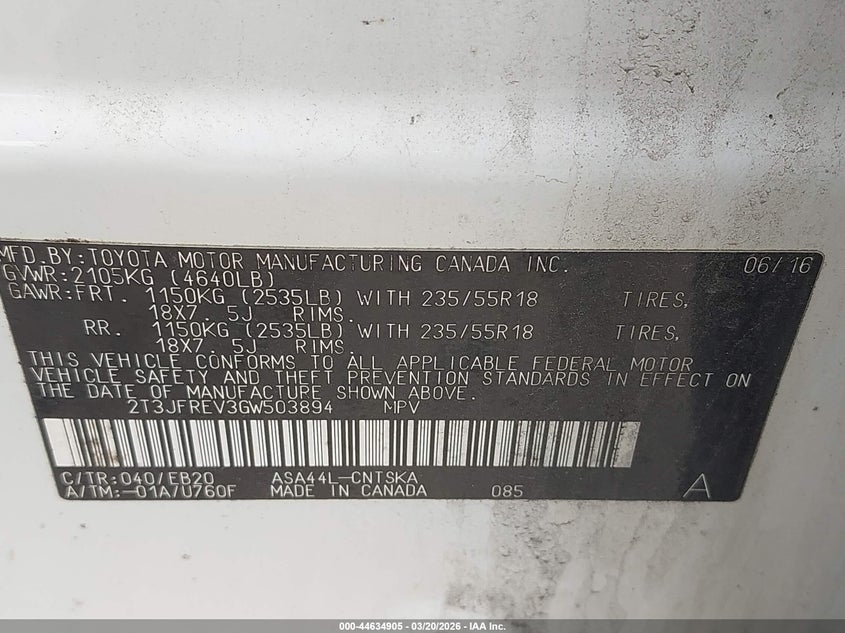 MFD.BY:TOYOTA MOTOR MANUFACTURING CANADA INC. 06/16
GVWR:2105KG (4640LB)
GAWR:FRT. 1150KG (2535LB) WITH 235/55R18 TIRES,
18X7.5J RIMS.
RR. 1150KG (2535LB) WITH 235/55R18 TIRES,
18X7.5J RIMS.
THIS VEHICLE CONFORMS TO ALL APPLICABLE FEDERAL MOTOR
VEHICLE SAFETY AND THEFT PREVENTION STANDARDS IN EFFECT ON
THE DATE OF MANUFACTURE SHOWN ABOVE.
2T3JFREV3GW503894 MPV
C/TR:040/EB20 ASA44L-CNTSKA
A/TM:-01A/U760F MADE IN CANADA 085 A
000-44634905 - 03/20/2026 - IAA Inc.